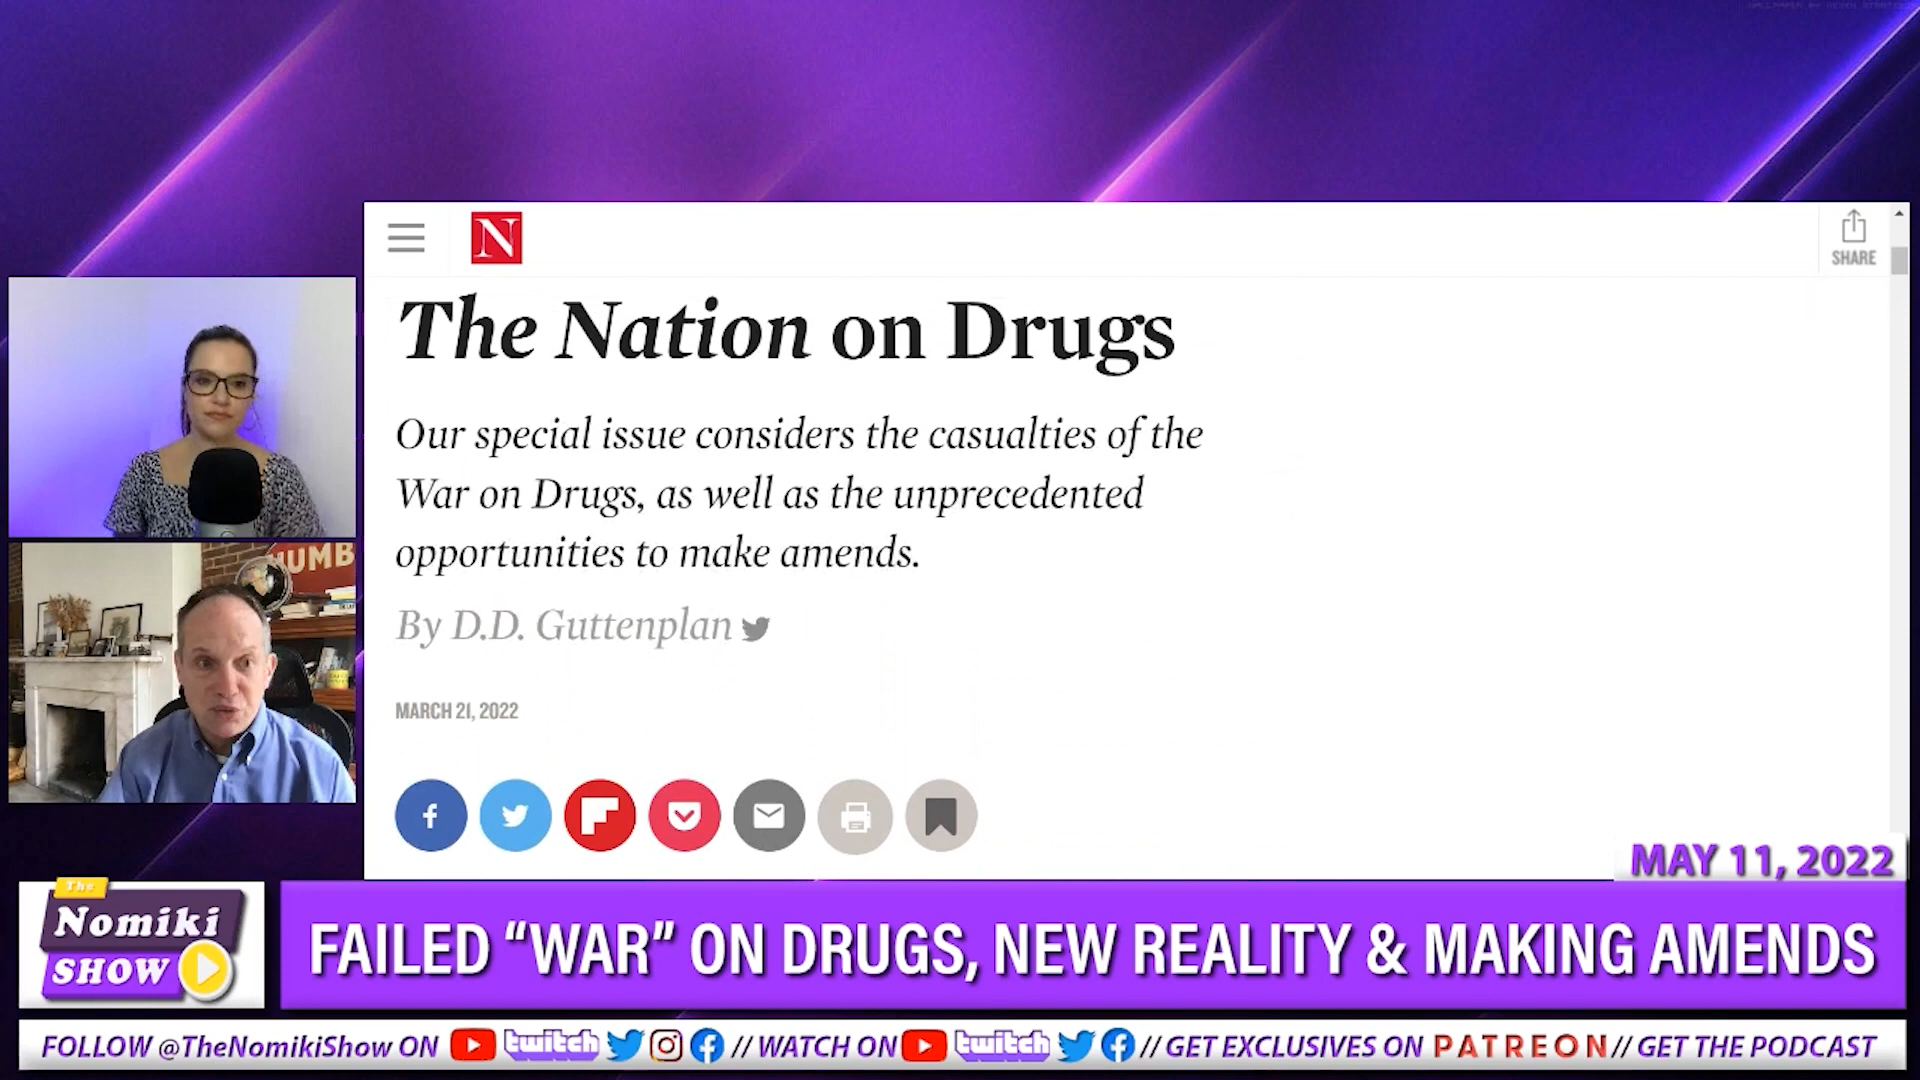 N
SHARE
The Nation on Drugs
Our special issue considers the casualties of the
War on Drugs, as well as the unprecedented
opportunities to make amends.
By D.D. Guttenplan
MARCH 21, 2022
HUMB
MAY 11, 2022
The
Nomiki
SHOW
FAILED “WAR” ON DRUGS, NEW REALITY & MAKING AMENDS
FOLLOW @TheNomikiShow ON twitch // WATCH ON twitch // GET EXCLUSIVES ON PATREON // GET THE PODCAST